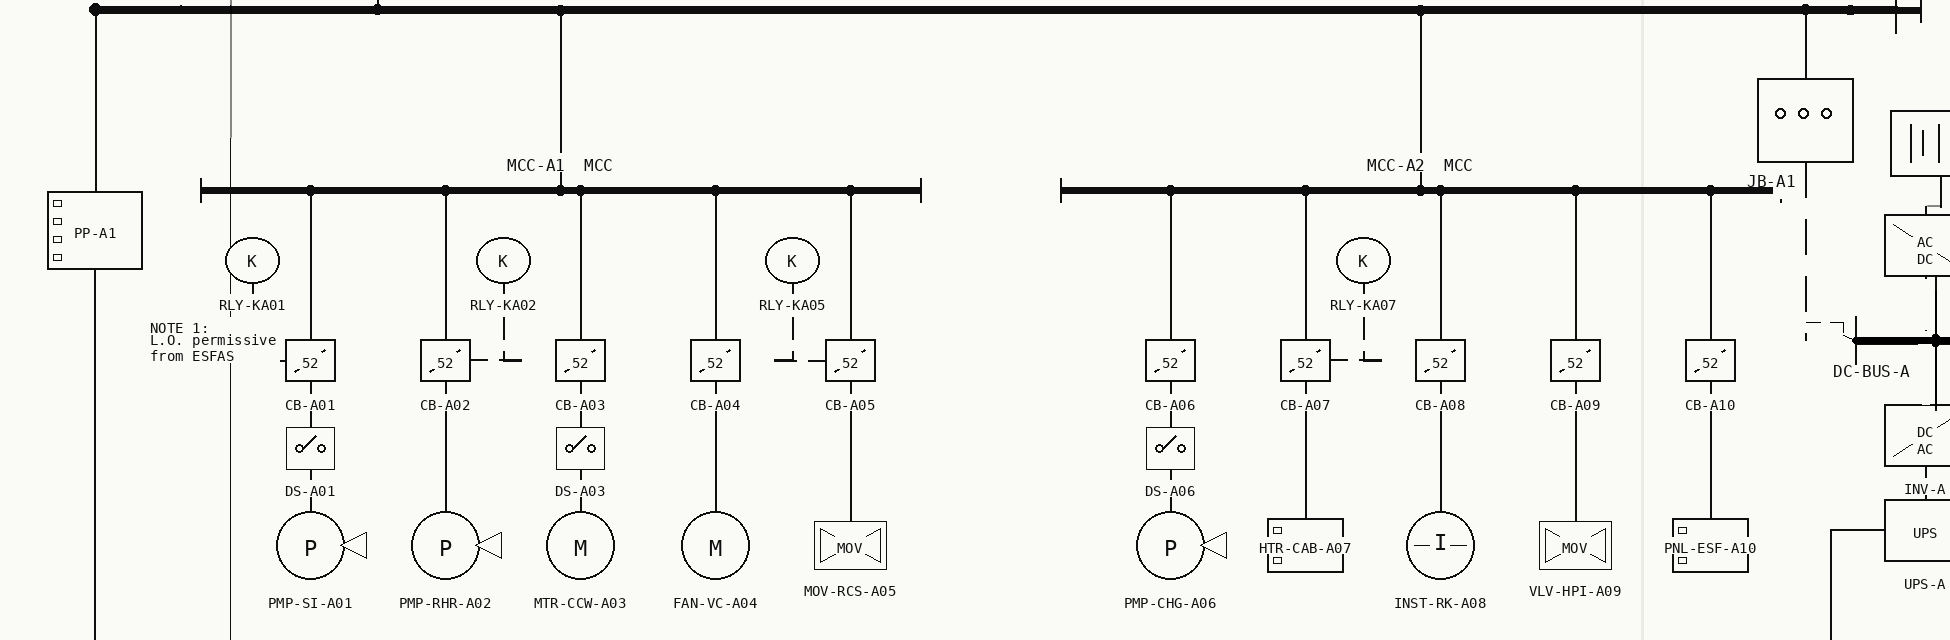 MCC-A1 MCC
MCC-A2 MCC
JB-A1
PP-A1
K
K
K
K
AC
DC
RLY-KA01
RLY-KA02
RLY-KA05
RLY-KA07
NOTE 1:
L.O. permissive
from ESFAS
52
52
52
52
52
52
52
52
52
52
DC-BUS-A
CB-A01
CB-A02
CB-A03
CB-A04
CB-A05
CB-A06
CB-A07
CB-A08
CB-A09
CB-A10
DC
AC
DS-A01
DS-A03
DS-A06
INV-A
P
P
M
M
MOV
P
HTR-CAB-A07
I
MOV
PNL-ESF-A10
UPS
PMP-SI-A01
PMP-RHR-A02
MTR-CCW-A03
FAN-VC-A04
MOV-RCS-A05
PMP-CHG-A06
INST-RK-A08
VLV-HPI-A09
UPS-A